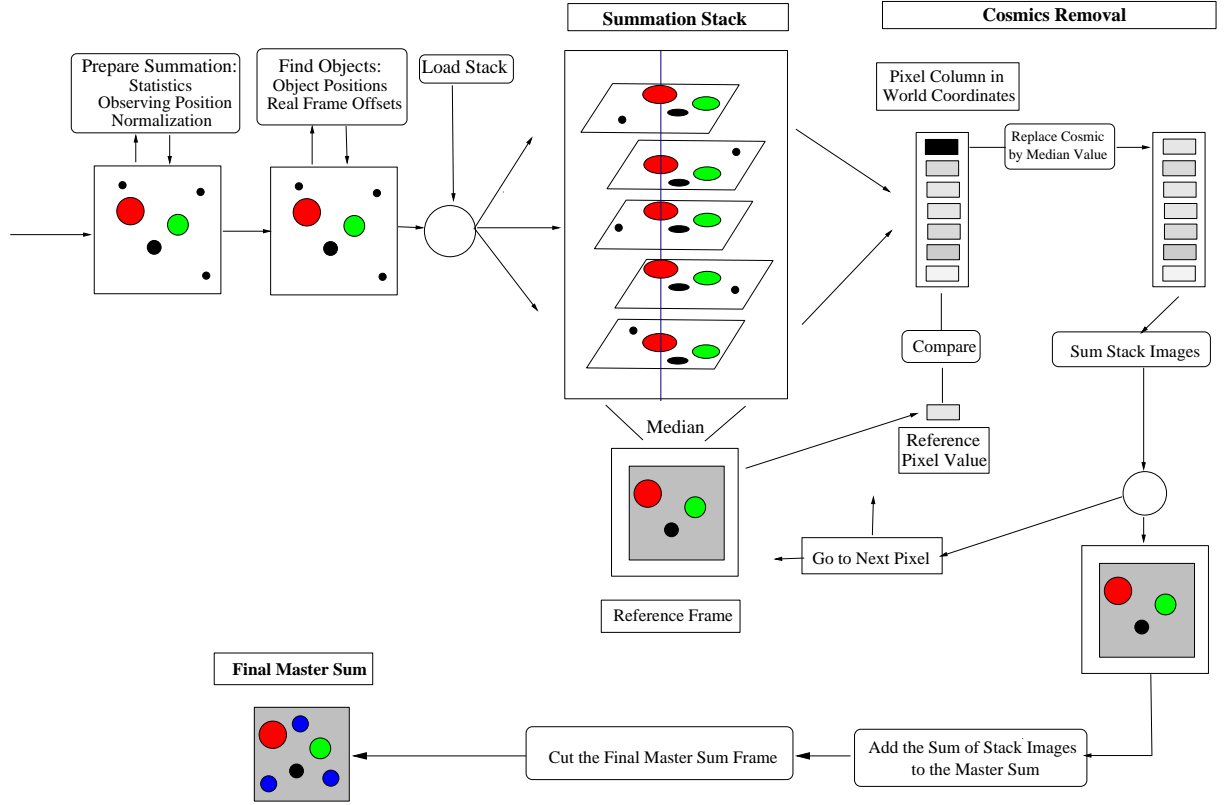 Summation Stack
Cosmics Removal
Prepare Summation:
Statistics
Observing Position
Normalization
Find Objects:
Object Positions
Real Frame Offsets
Load Stack
Pixel Column in
World Coordinates
Replace Cosmic
by Median Value
Compare
Sum Stack Images
Median
Reference
Pixel Value
Go to Next Pixel
Reference Frame
Final Master Sum
Cut the Final Master Sum Frame
Add the Sum of Stack Images
to the Master Sum